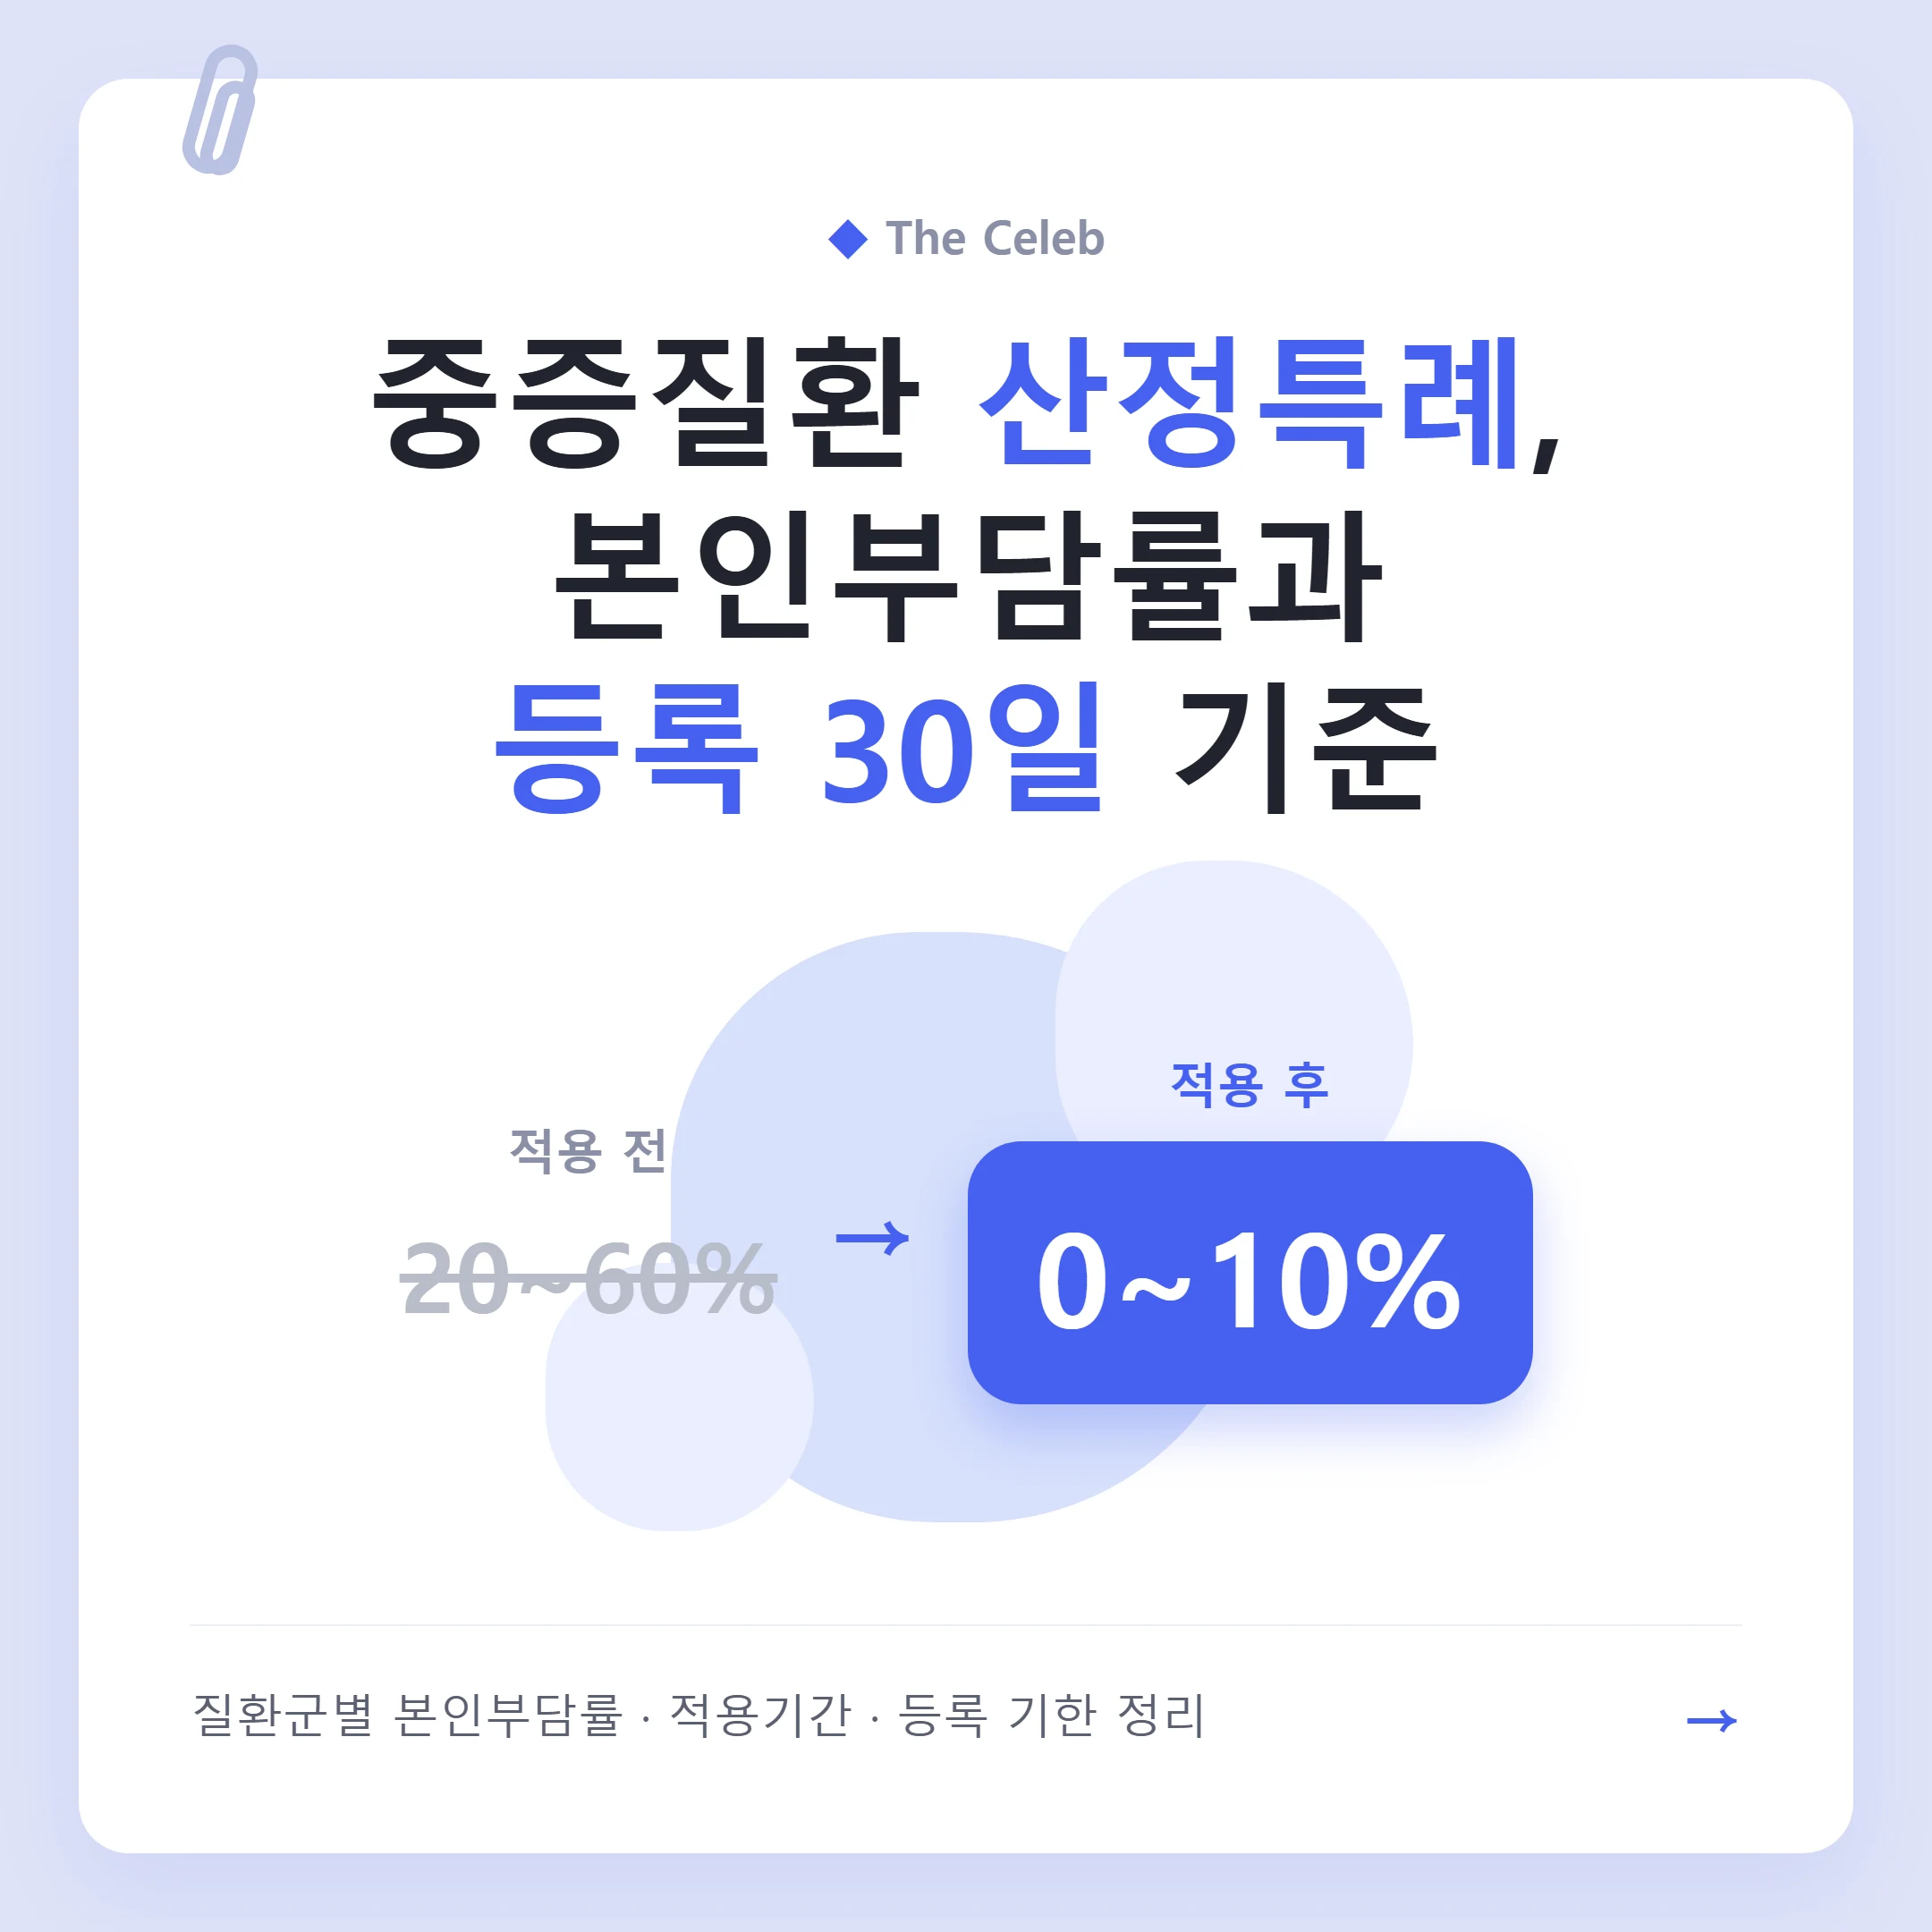 The Celeb
중증질환 산정특례,
본인부담률과
등록 30일 기준
적용 전
20~60%
→
적용 후
0~10%
질환군별 본인부담률 · 적용기간 · 등록 기한 정리 →